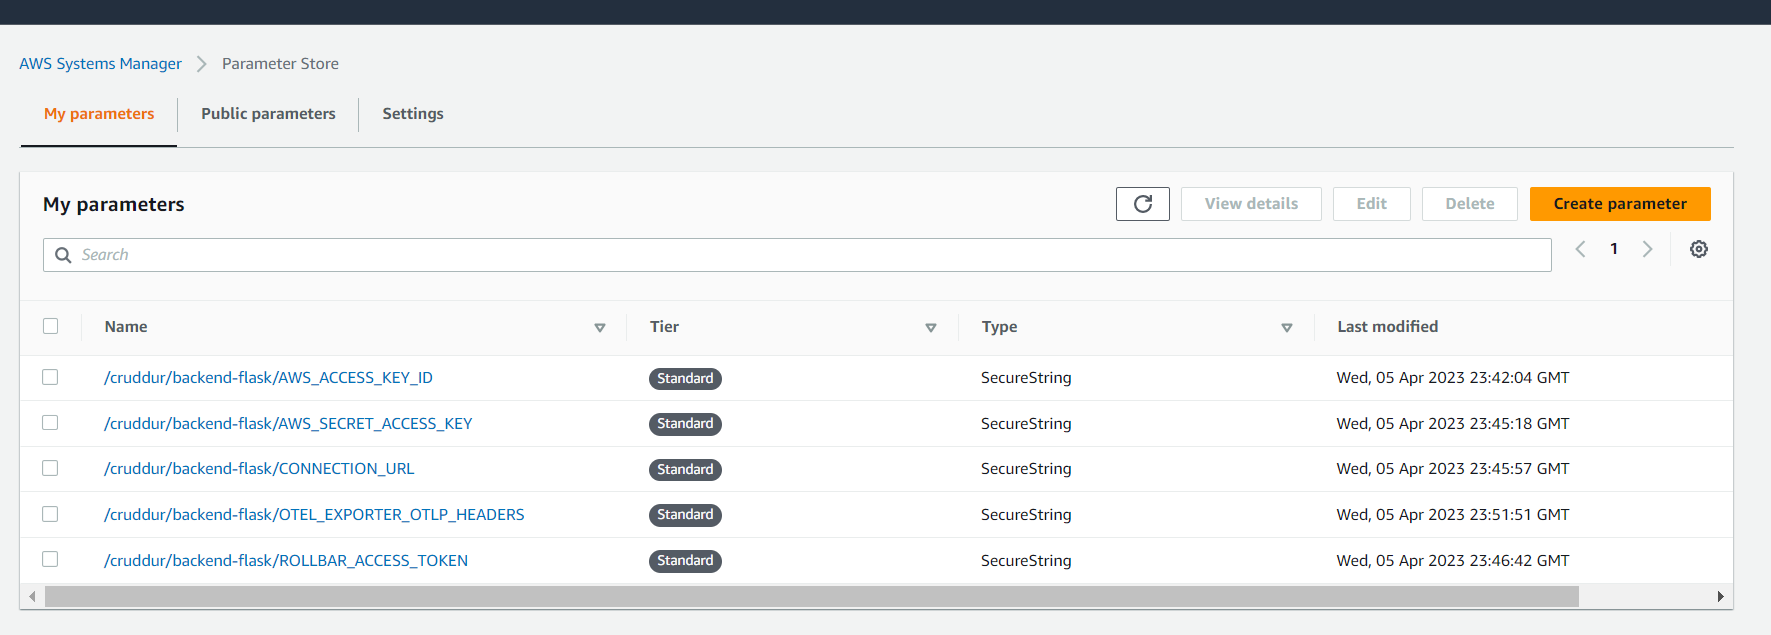 AWS Systems Manager Parameter Store
My parameters Public parameters Settings
My parameters View details Edit Delete Create parameter
Search 1
Name Tier Type Last modified
/cruddur/backend-flask/AWS_ACCESS_KEY_ID Standard SecureString Wed, 05 Apr 2023 23:42:04 GMT
/cruddur/backend-flask/AWS_SECRET_ACCESS_KEY Standard SecureString Wed, 05 Apr 2023 23:45:18 GMT
/cruddur/backend-flask/CONNECTION_URL Standard SecureString Wed, 05 Apr 2023 23:45:57 GMT
/cruddur/backend-flask/OTEL_EXPORTER_OTLP_HEADERS Standard SecureString Wed, 05 Apr 2023 23:51:51 GMT
/cruddur/backend-flask/ROLLBAR_ACCESS_TOKEN Standard SecureString Wed, 05 Apr 2023 23:46:42 GMT